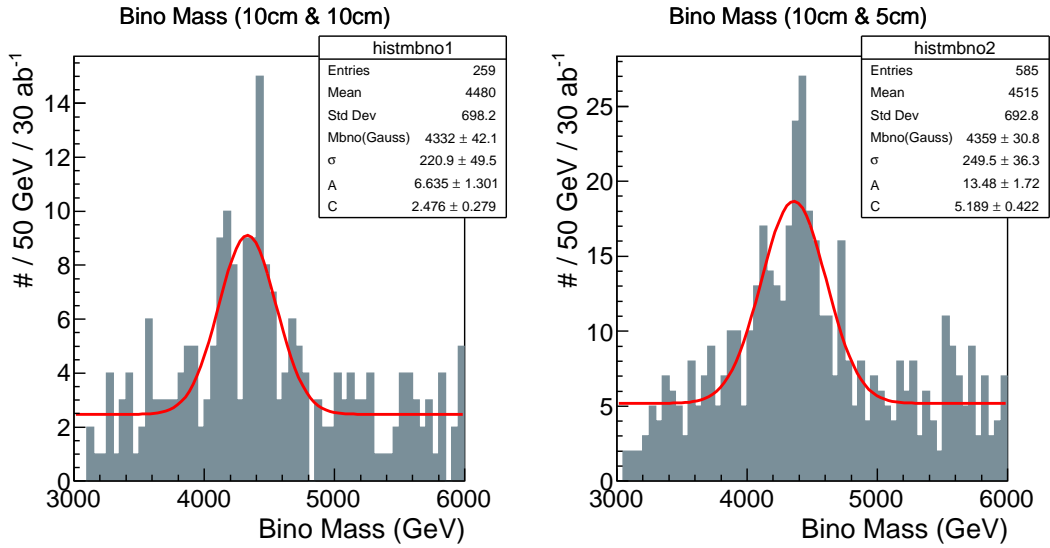 Bino Mass (10cm & 10cm)
histmbno1
Entries 259
Mean 4480
Std Dev 698.2
Mbno(Gauss) 4332 ± 42.1
σ 220.9 ± 49.5
A 6.635 ± 1.301
C 2.476 ± 0.279
# / 50 GeV / 30 ab⁻¹
14
12
10
8
6
4
2
0
3000 4000 5000 6000
Bino Mass (GeV)
Bino Mass (10cm & 5cm)
histmbno2
Entries 585
Mean 4515
Std Dev 692.8
Mbno(Gauss) 4359 ± 30.8
σ 249.5 ± 36.3
A 13.48 ± 1.72
C 5.189 ± 0.422
# / 50 GeV / 30 ab⁻¹
25
20
15
10
5
0
3000 4000 5000 6000
Bino Mass (GeV)